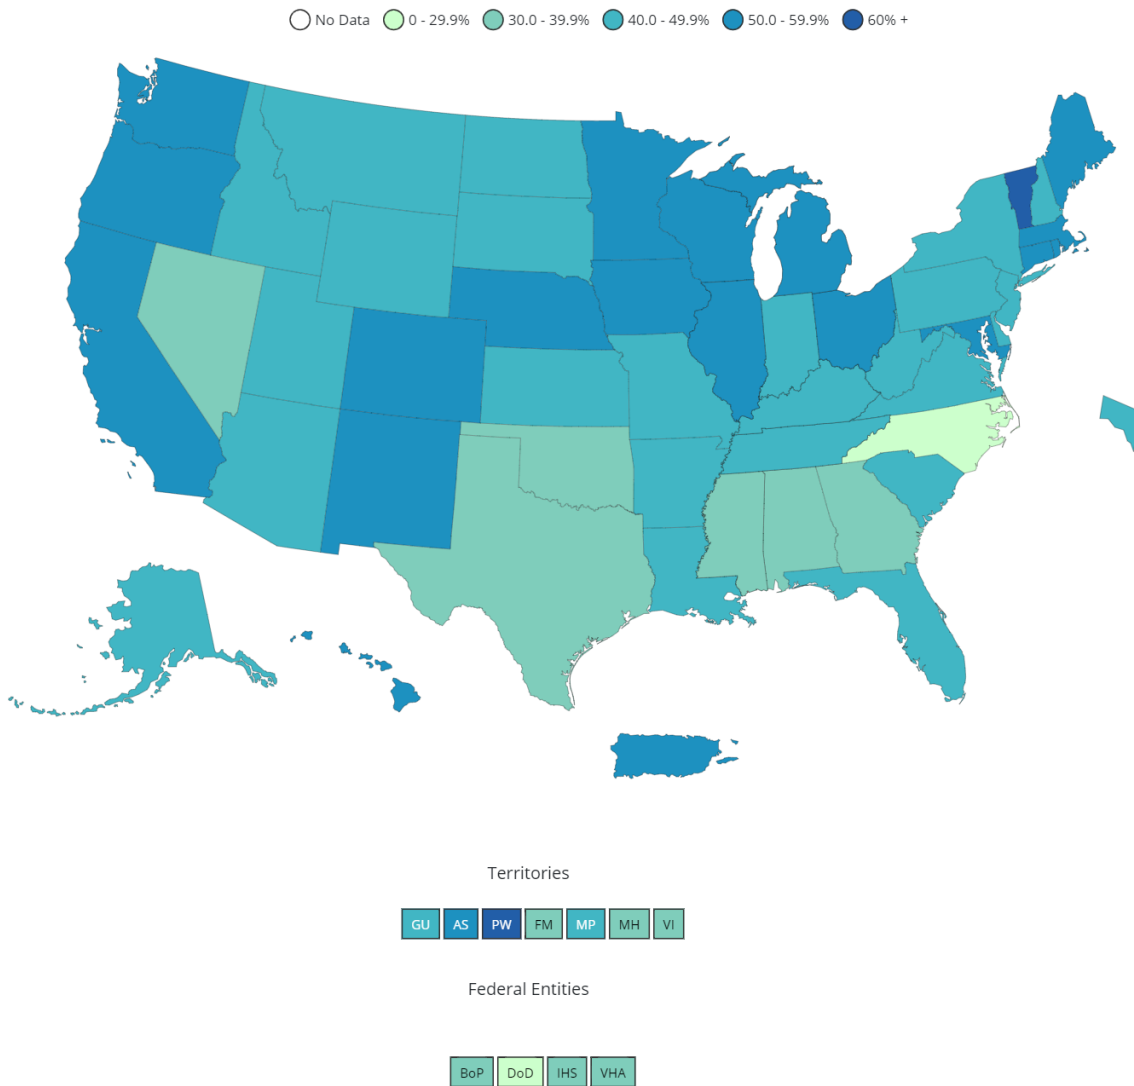 No Data 0 - 29.9% 30.0 - 39.9% 40.0 - 49.9% 50.0 - 59.9% 60% +
Territories
GU AS PW FM MP MH VI
Federal Entities
BoP DoD IHS VHA